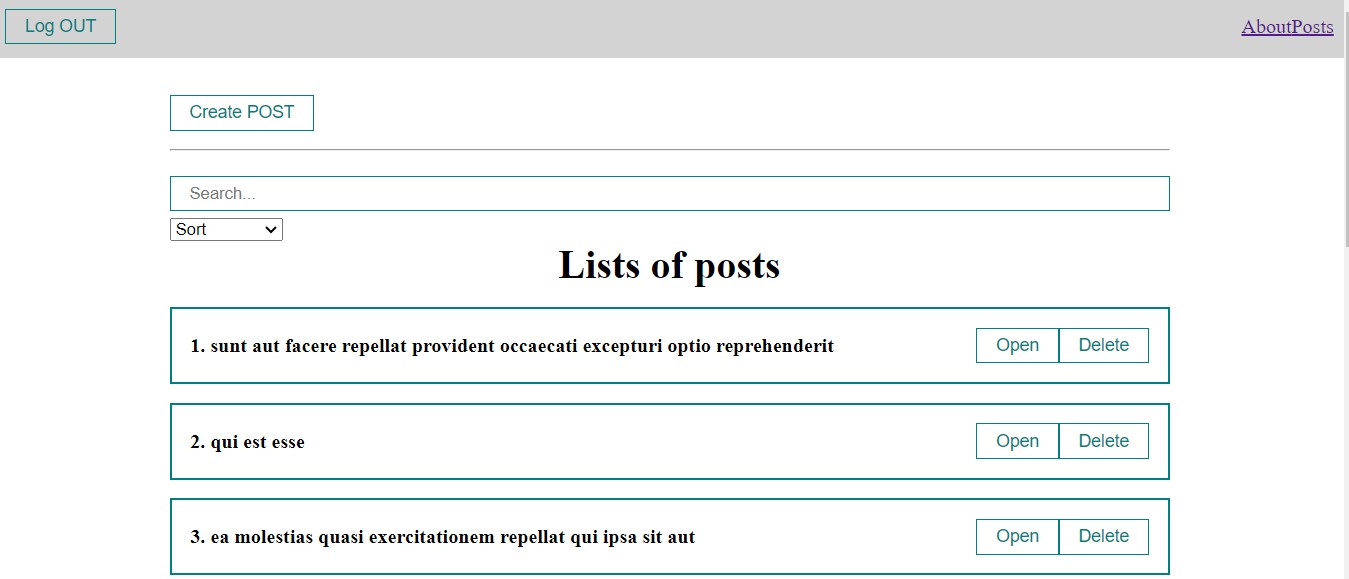 Log OUT AboutPosts
Create POST
Search...
Sort
Lists of posts
1. sunt aut facere repellat provident occaecati excepturi optio reprehenderit Open Delete
2. qui est esse Open Delete
3. ea molestias quasi exercitationem repellat qui ipsa sit aut Open Delete